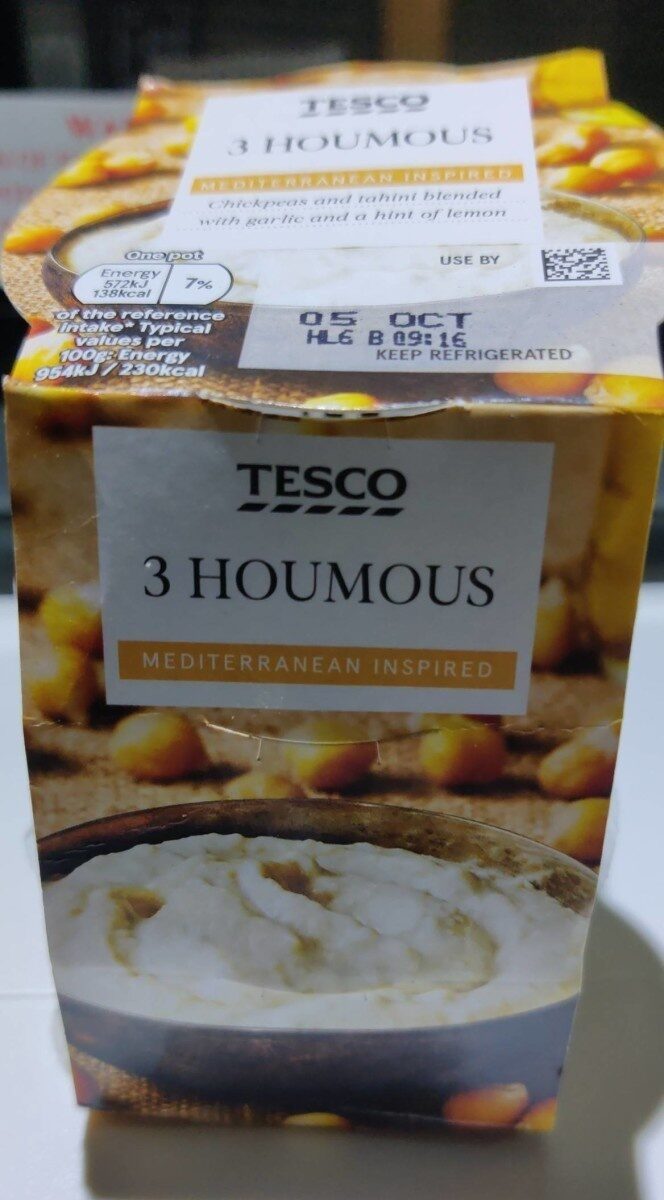 TESCO
3 HOUMOUS
MEDITERRANEAN INSPIRED
Chickpeas and tahini blended
with garlic and a hint of lemon
One pot
Energy
572kJ
138kcal
7%
of the reference
intake* Typical
values per
100g: Energy
954kJ / 230kcal
USE BY
05 OCT
HL6 B 09:16
KEEP REFRIGERATED
TESCO
3 HOUMOUS
MEDITERRANEAN INSPIRED